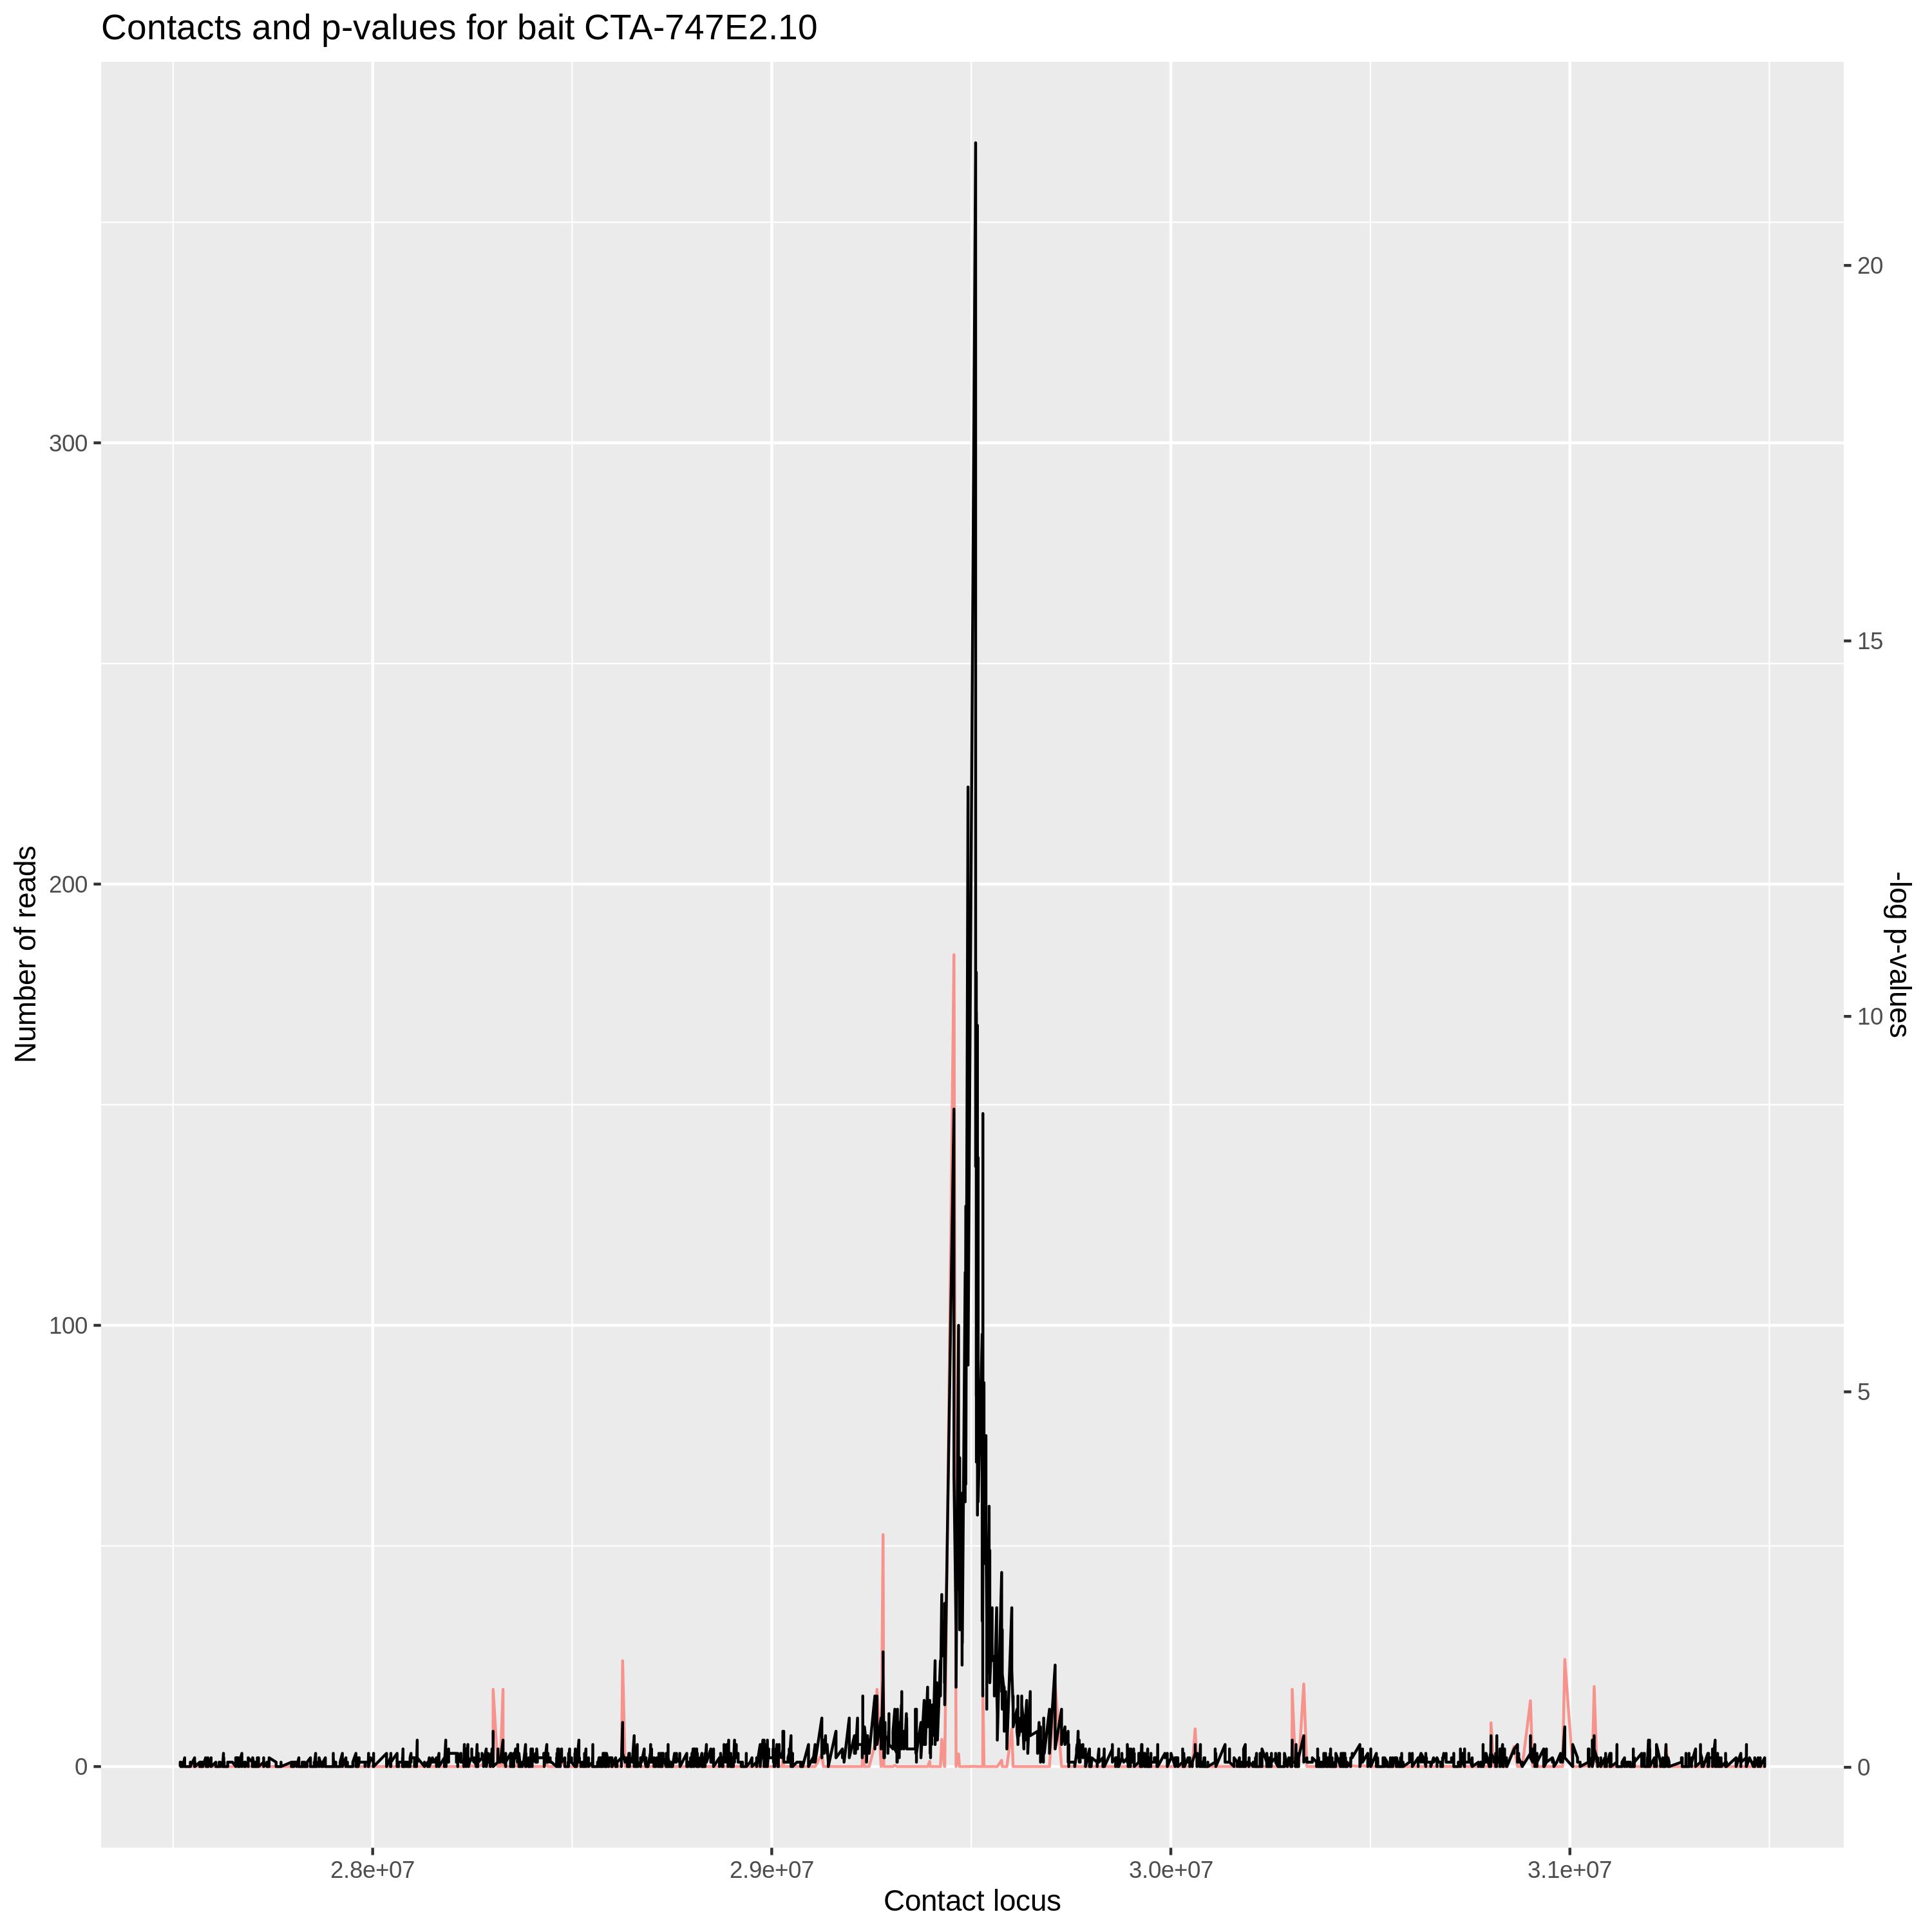 Contacts and p-values for bait CTA-747E2.10
Number of reads
300
200
100
0
20
15
10
5
0
-log p-values
2.8e+07
2.9e+07
3.0e+07
3.1e+07
Contact locus